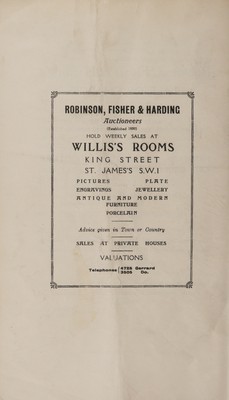 ROBINSON, FISHER & HARDING
Auctioneers
(Established 1830)
HOLD WEEKLY SALES AT
WILLIS'S ROOMS
KING STREET
ST. JAMES'S S.W.1
PICTURES PLATE
ENGRAVINGS JEWELLERY
ANTIQUE AND MODERN
FURNITURE
PORCELAIN
Advice given in Town or Country
SALES AT PRIVATE HOUSES
VALUATIONS
Telephones 4726 Gerrard
Do.